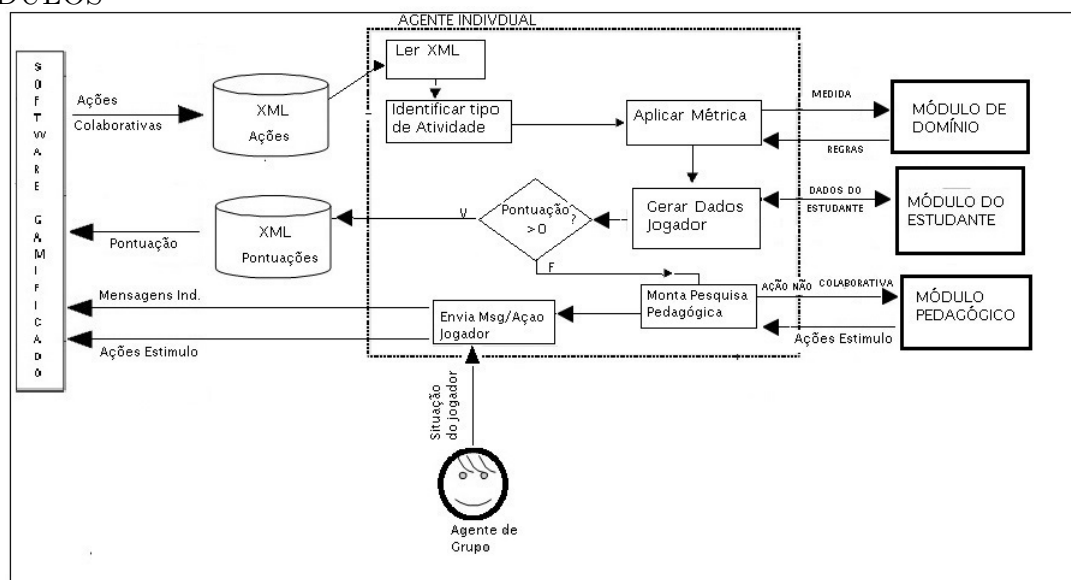 DULOS
AGENTE INDIVDUAL
SOFTWARE GAMIFICADO
Ações
Colaborativas
XML
Ações
Ler XML
Identificar tipo
de Atividade
Aplicar Métrica
MEDIDA
REGRAS
MÓDULO DE
DOMÍNIO
Pontuação
XML
Pontuações
V
Pontuação?
>0
F
Gerar Dados
Jogador
DADOS DO
ESTUDANTE
MÓDULO DO
ESTUDANTE
Mensagens Ind.
Ações Estimulo
Envia Msg/Açao
Jogador
Monta Pesquisa
Pedagógica
AÇÃO NÃO COLABORATIVA
Ações Estimulo
MÓDULO
PEDAGÓGICO
Situação
do jogador
Agente de
Grupo